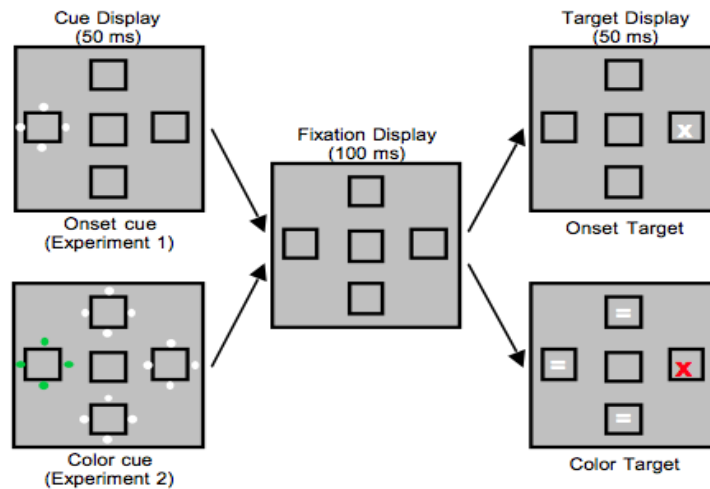 Cue Display
(50 ms)
Onset cue
(Experiment 1)
Color cue
(Experiment 2)
Fixation Display
(100 ms)
Target Display
(50 ms)
x
Onset Target
=
=
x
=
Color Target